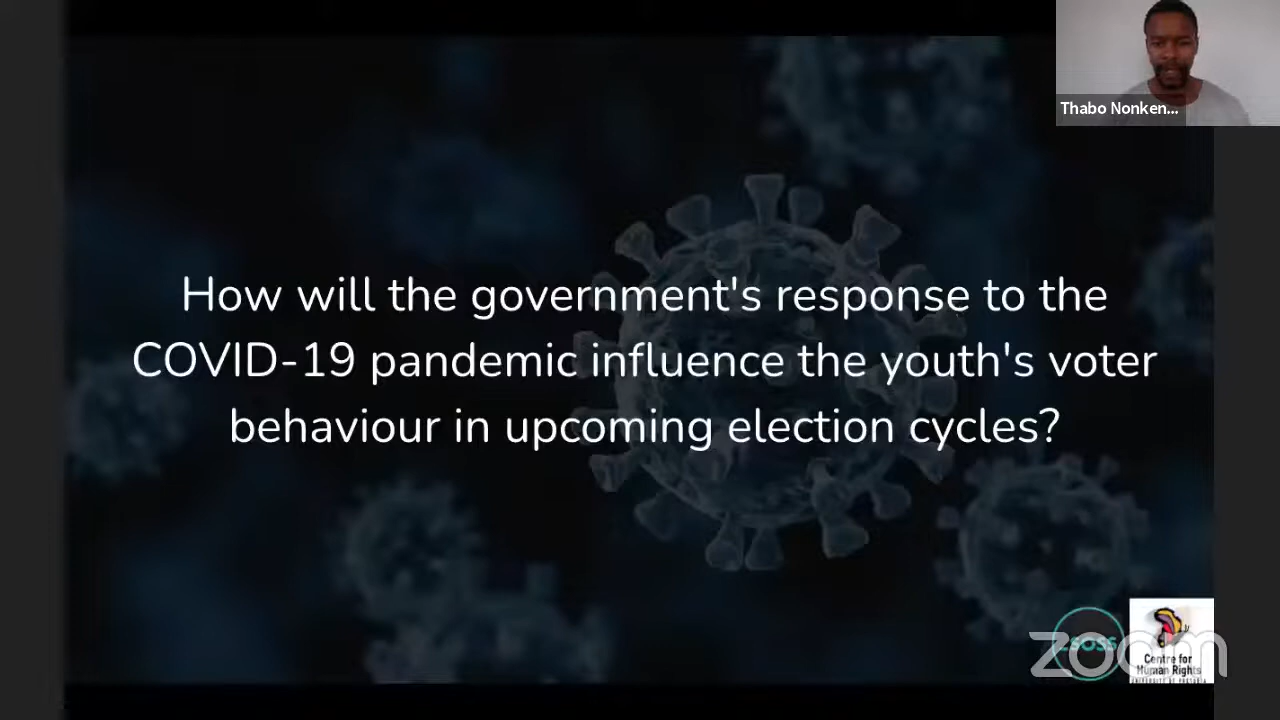 Thabo Nonken...
How will the government's response to the
COVID-19 pandemic influence the youth's voter
behaviour in upcoming election cycles?
zoom
Centre for
Human Rights